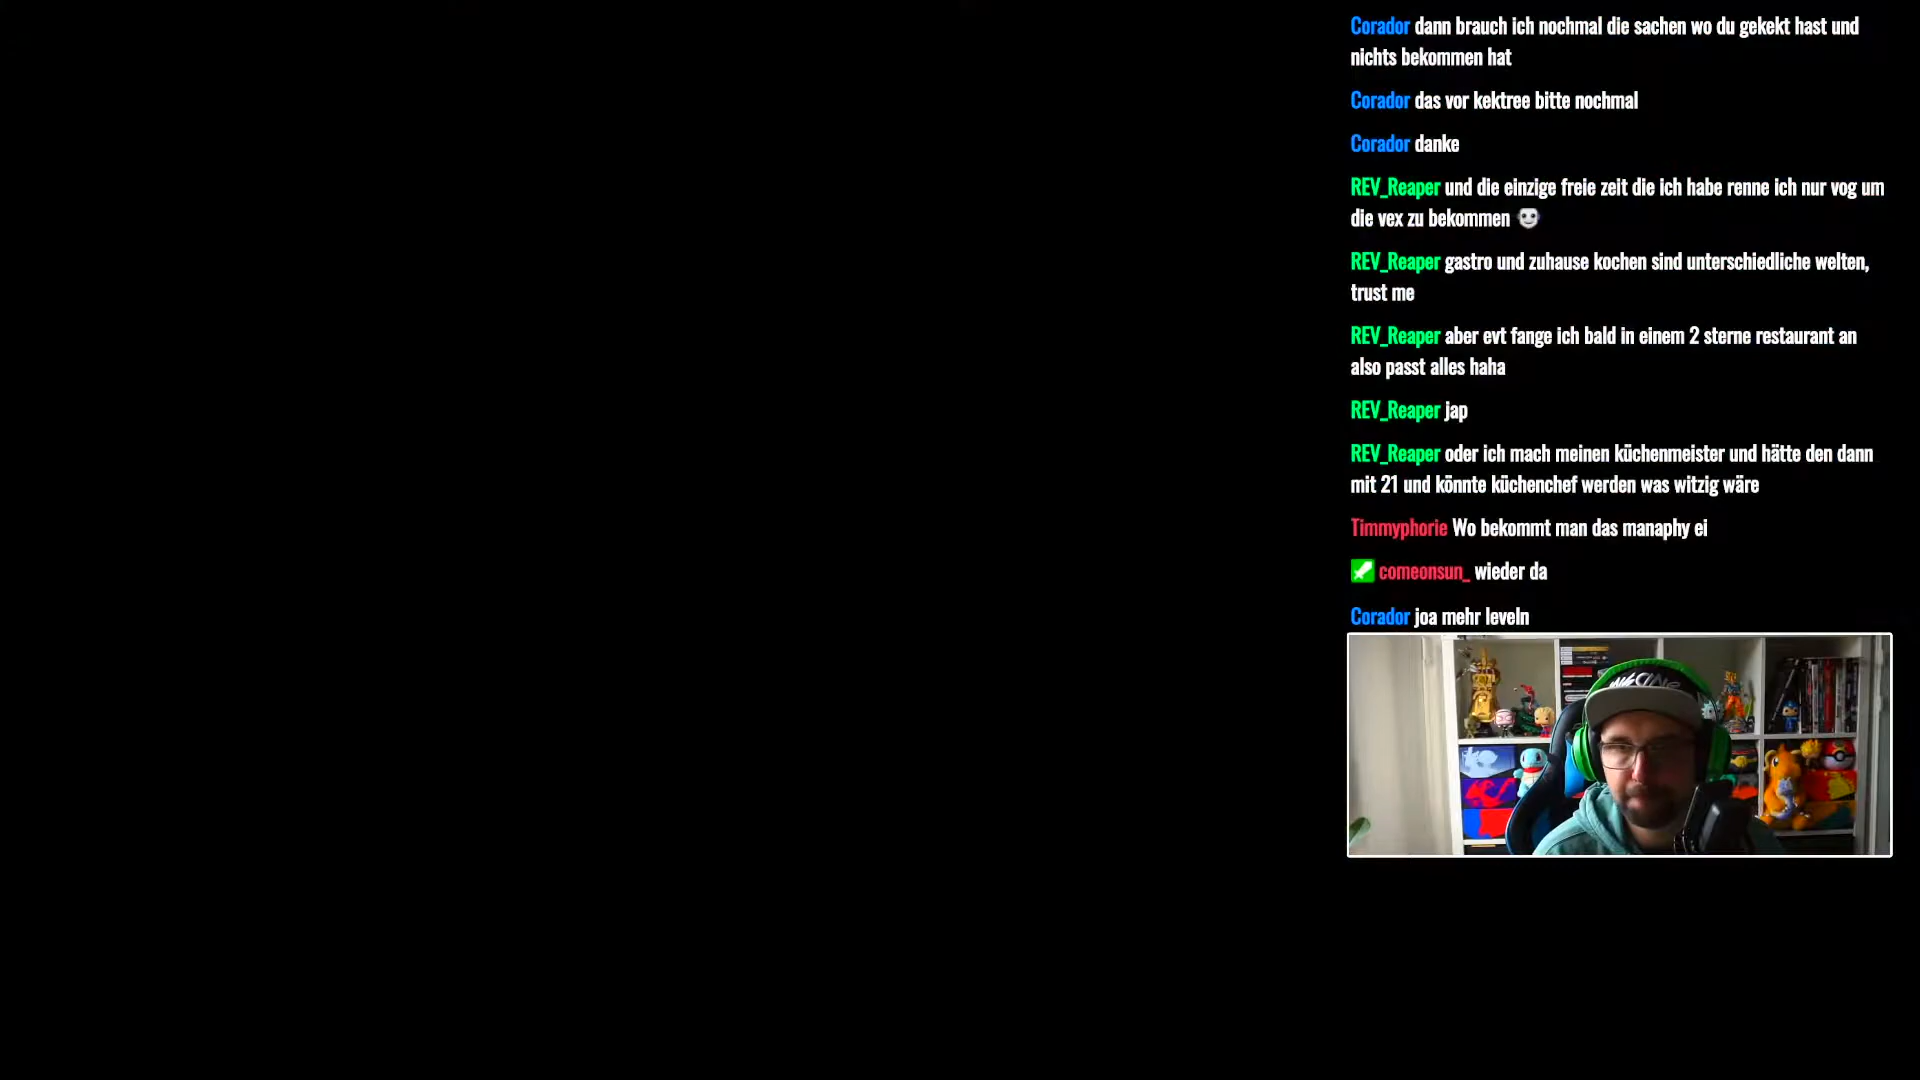 Corador dann brauch ich nochmal die sachen wo du gekekt hast und
nichts bekommen hat
Corador das vor kektree bitte nochmal
Corador danke
REV_Reaper und die einzige freie zeit die ich habe renne ich nur vog um
die vex zu bekommen
REV_Reaper gastro und zuhause kochen sind unterschiedliche welten,
trust me
REV_Reaper aber evt fange ich bald in einem 2 sterne restaurant an
also passt alles haha
REV_Reaper jap
REV_Reaper oder ich mach meinen küchenmeister und hätte den dann
mit 21 und könnte küchenchef werden was witzig wäre
Timmyphorie Wo bekommt man das manaphy ei
comeonsun_ wieder da
Corador joa mehr leveln